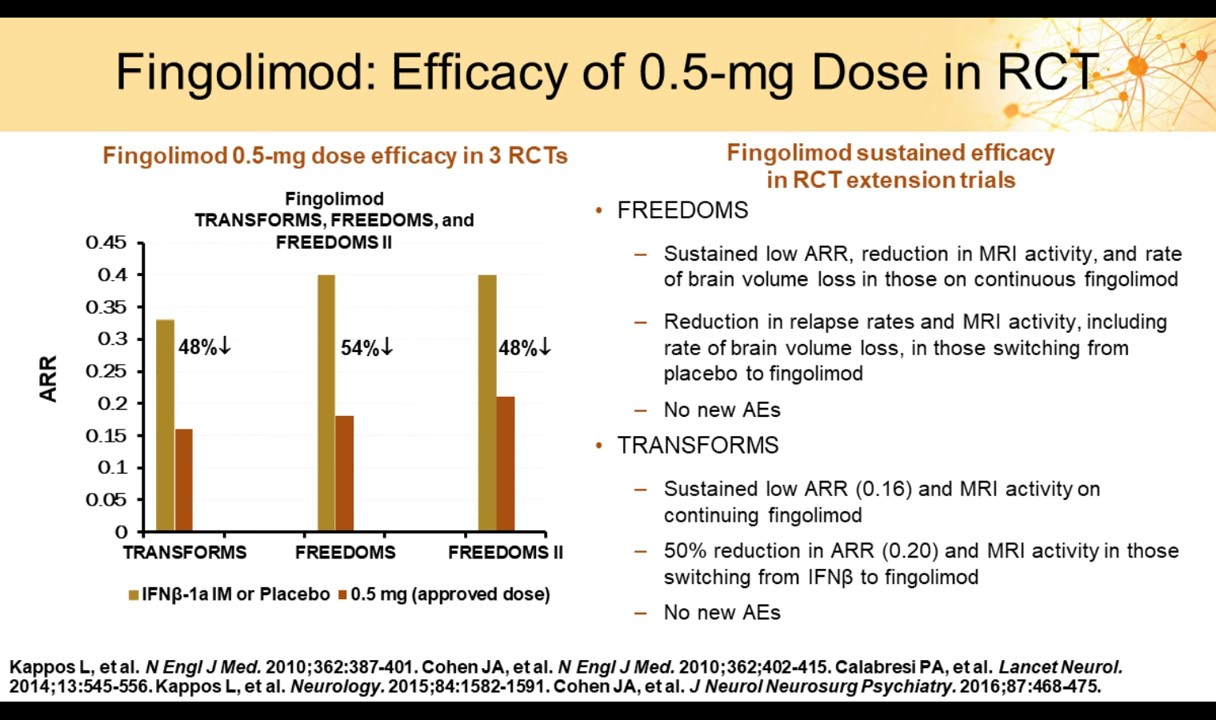 Fingolimod: Efficacy of 0.5-mg Dose in RCT
Fingolimod 0.5-mg dose efficacy in 3 RCTs
Fingolimod
TRANSFORMS, FREEDOMS, and
FREEDOMS II
ARR
0.45
0.4
0.35
0.3
0.25
0.2
0.15
0.1
0.05
0
48%↓
54%↓
48%↓
TRANSFORMS
FREEDOMS
FREEDOMS II
IFNβ-1a IM or Placebo
0.5 mg (approved dose)
Fingolimod sustained efficacy
in RCT extension trials
• FREEDOMS
– Sustained low ARR, reduction in MRI activity, and rate
of brain volume loss in those on continuous fingolimod
– Reduction in relapse rates and MRI activity, including
rate of brain volume loss, in those switching from
placebo to fingolimod
– No new AEs
• TRANSFORMS
– Sustained low ARR (0.16) and MRI activity on
continuing fingolimod
– 50% reduction in ARR (0.20) and MRI activity in those
switching from IFNβ to fingolimod
– No new AEs
Kappos L, et al. N Engl J Med. 2010;362:387-401. Cohen JA, et al. N Engl J Med. 2010;362;402-415. Calabresi PA, et al. Lancet Neurol.
2014;13:545-556. Kappos L, et al. Neurology. 2015;84:1582-1591. Cohen JA, et al. J Neurol Neurosurg Psychiatry. 2016;87:468-475.